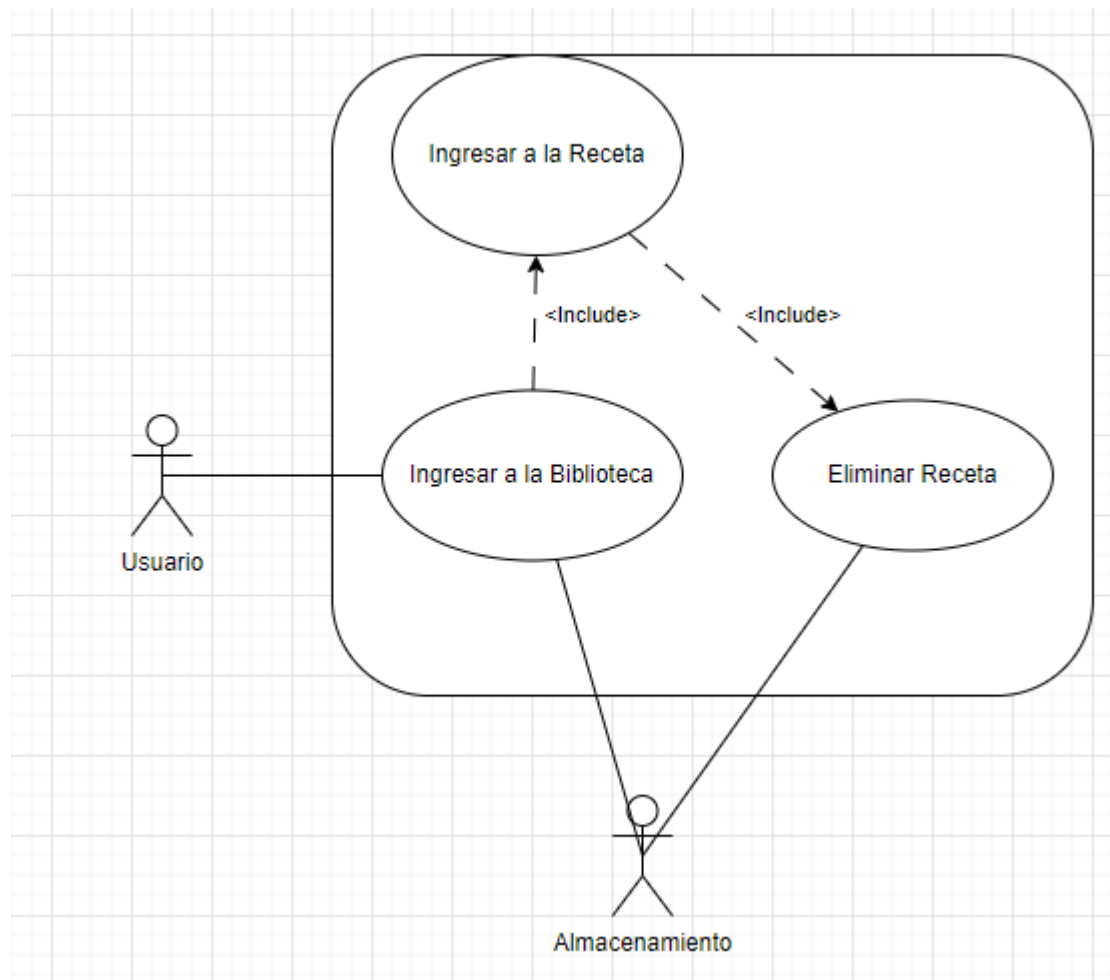 Ingresar a la Receta
<Include>
<Include>
Ingresar a la Biblioteca
Eliminar Receta
Usuario
Almacenamiento